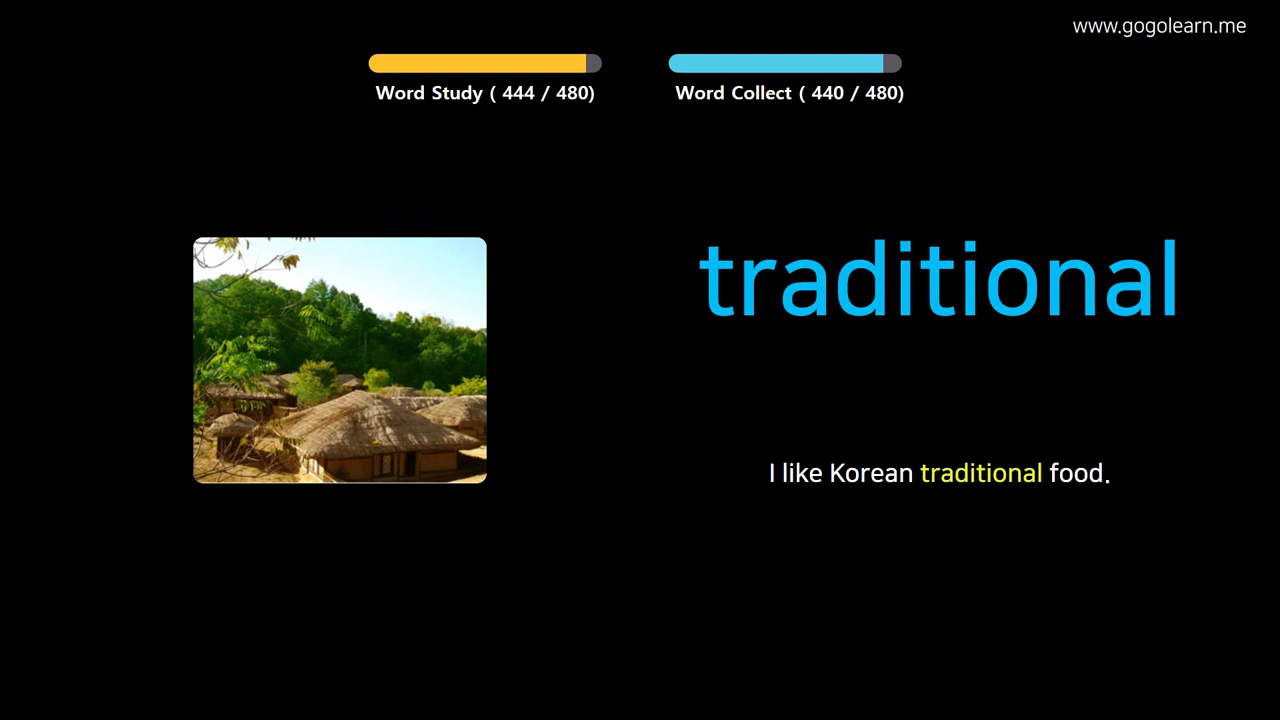 www.gogolearn.me
Word Study ( 444 / 480)
Word Collect ( 440 / 480)
traditional
I like Korean traditional food.